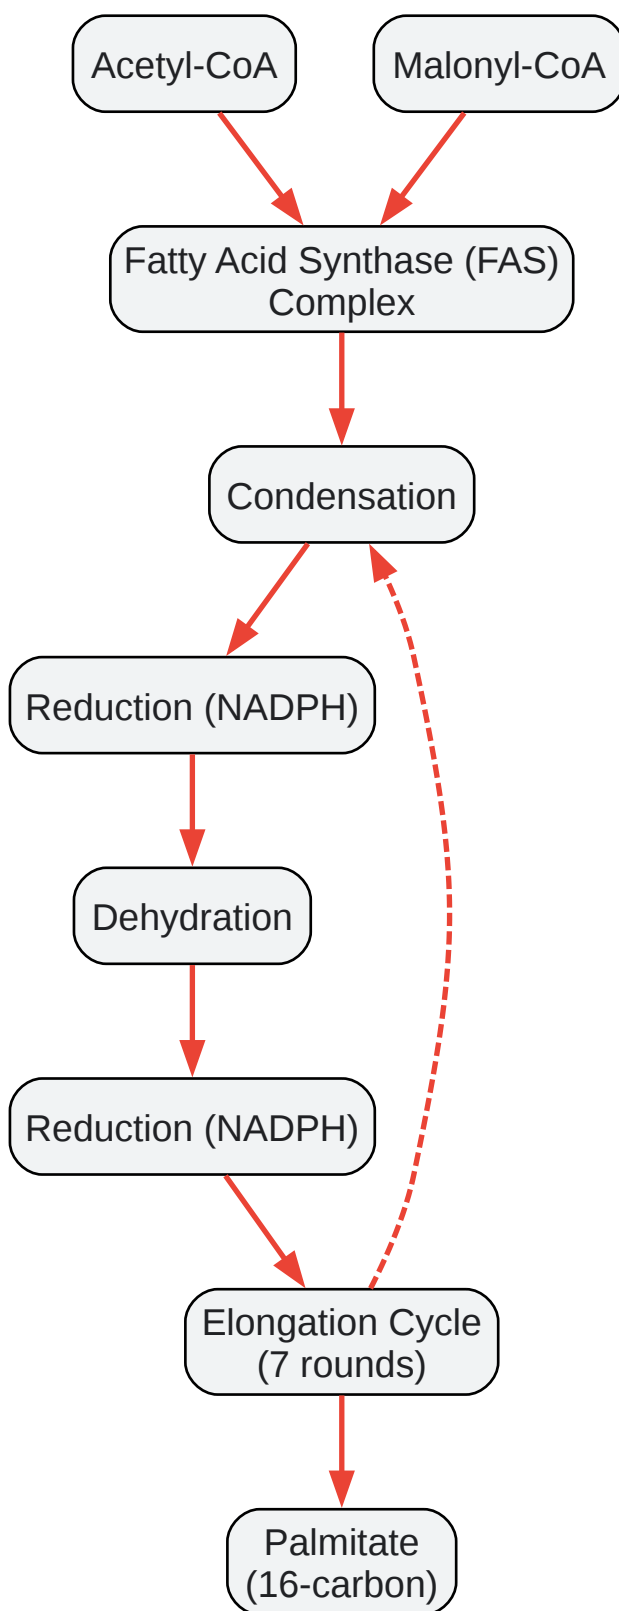 Acetyl-CoA
Malonyl-CoA
Fatty Acid Synthase (FAS)
Complex
Condensation
Reduction (NADPH)
Dehydration
Reduction (NADPH)
Elongation Cycle
(7 rounds)
Palmitate
(16-carbon)